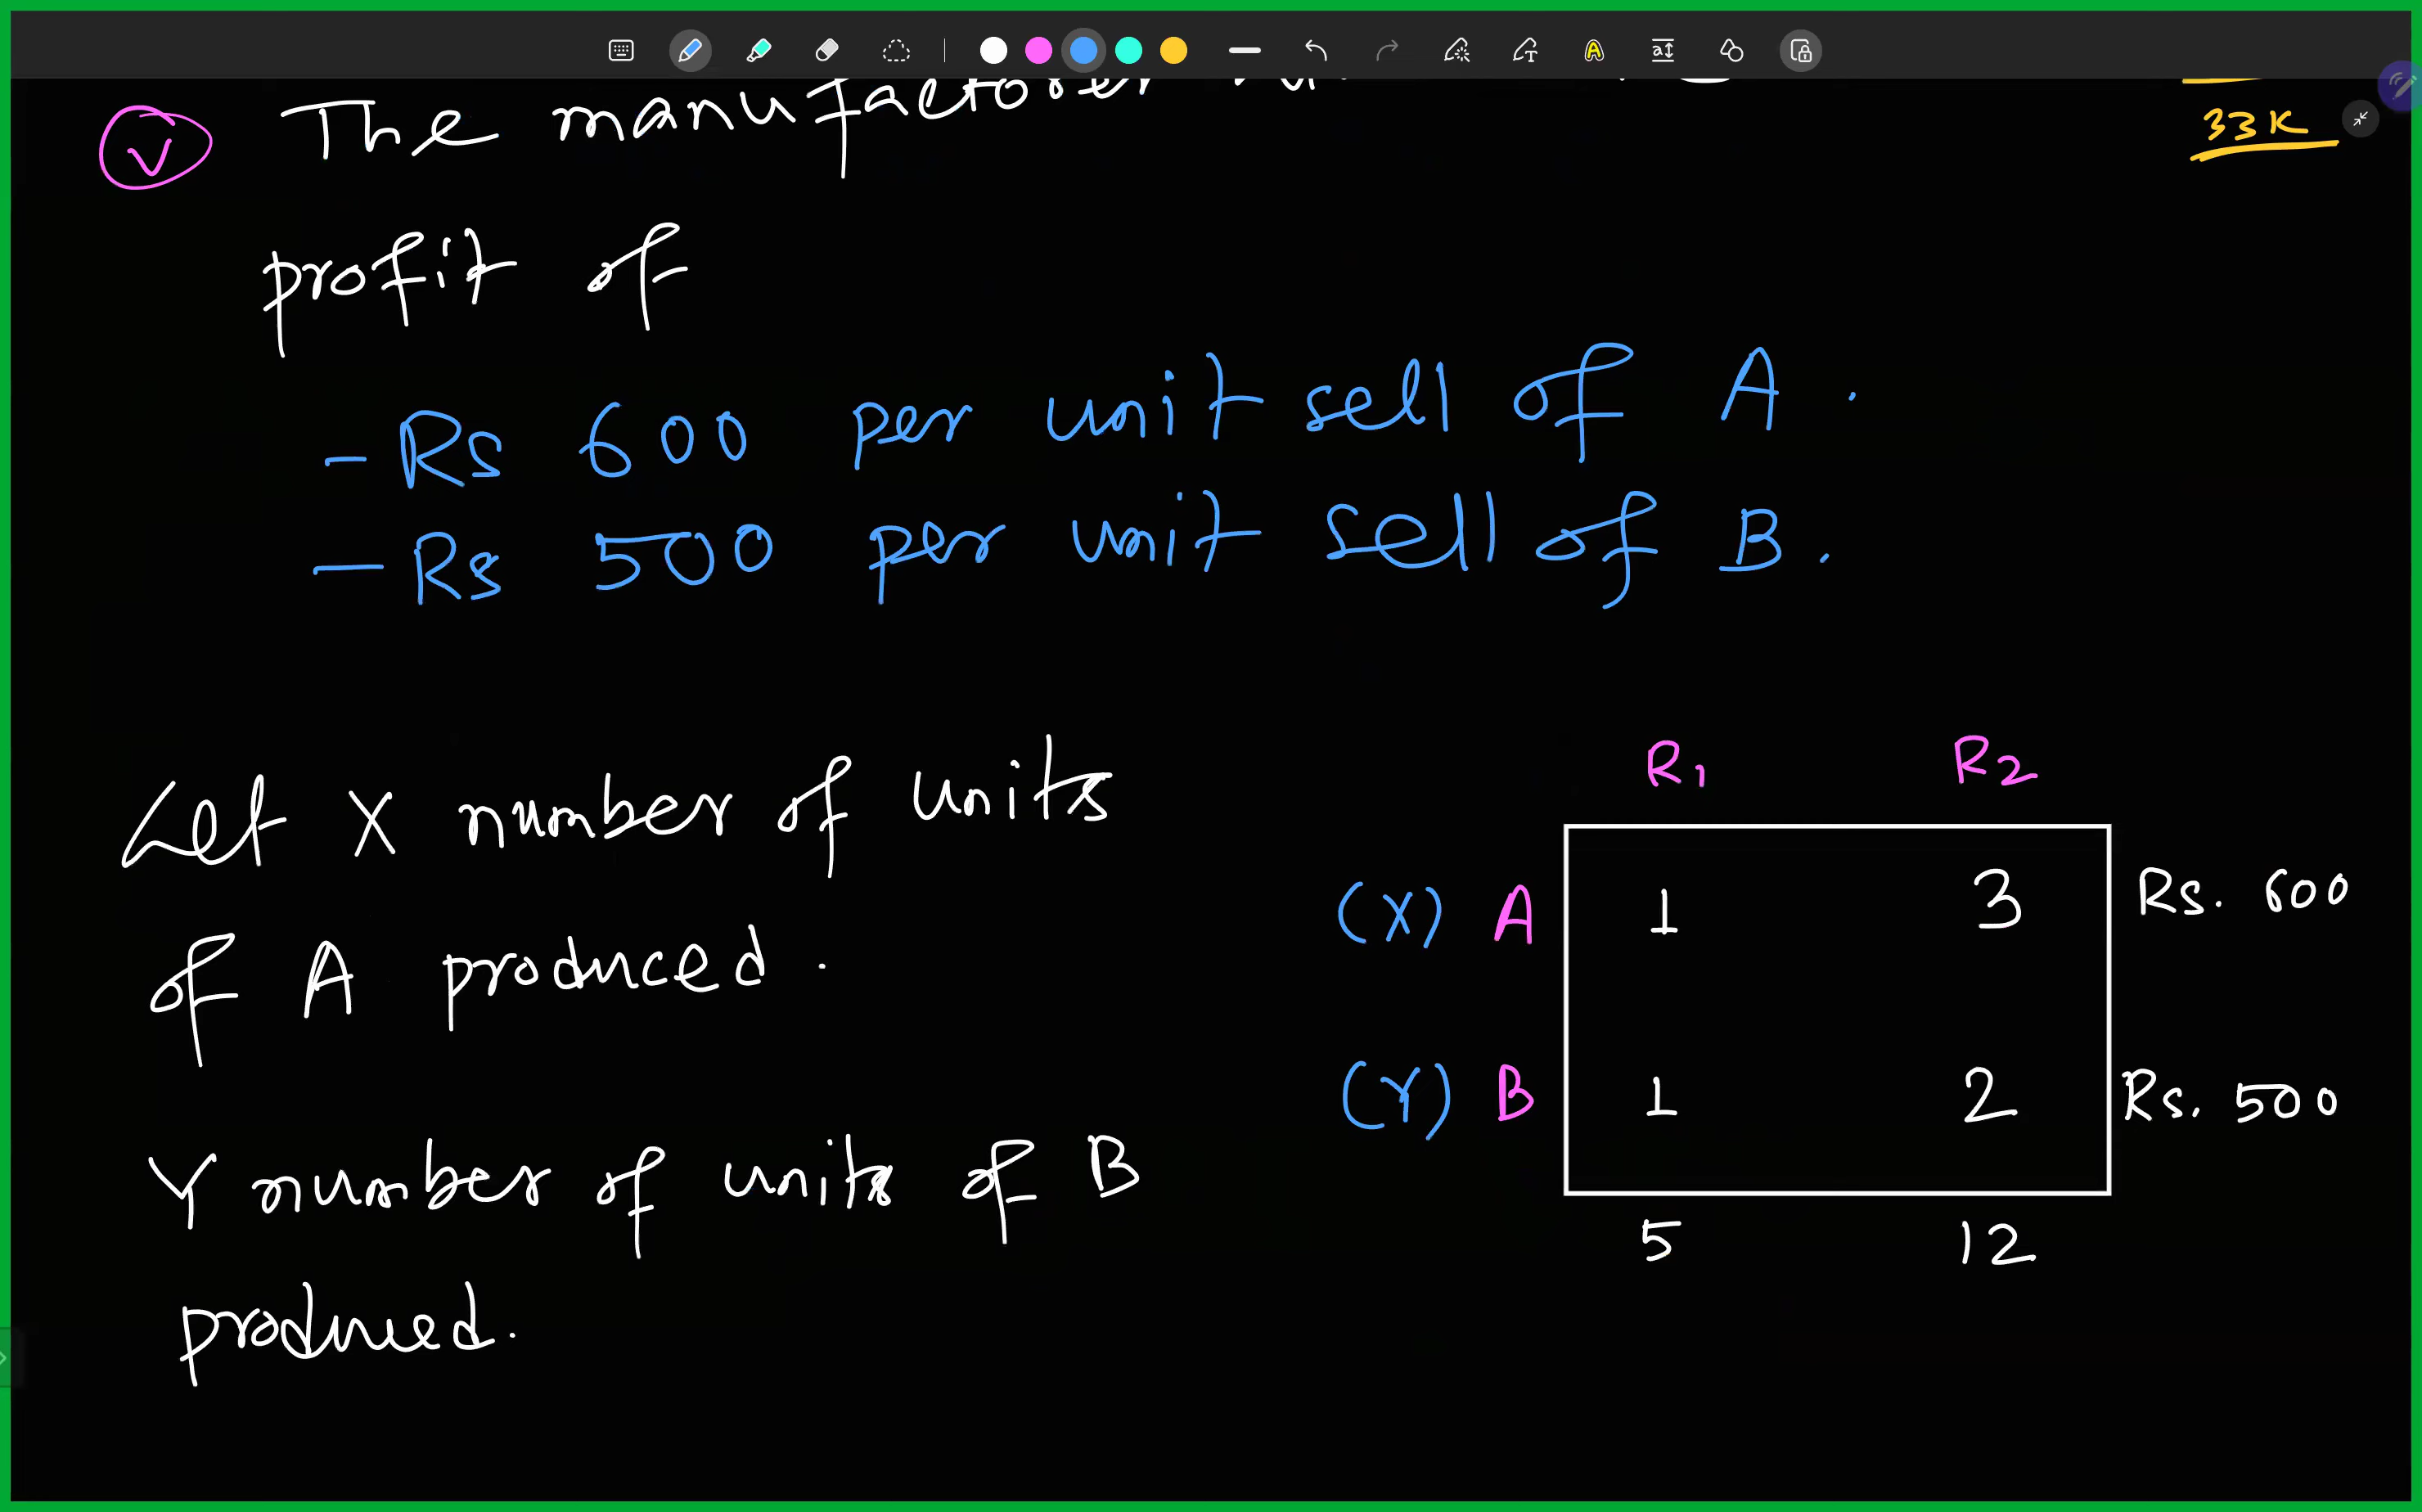 33K
V The manufacturer
profit of
- Rs 600 per unit sell of A.
- Rs 500 per unit sell of B.
Let X number of units
of A produced.
Y number of units of B
produced.
R1 R2
(X) A 1 3 Rs. 600
(Y) B 1 2 Rs. 500
5 12